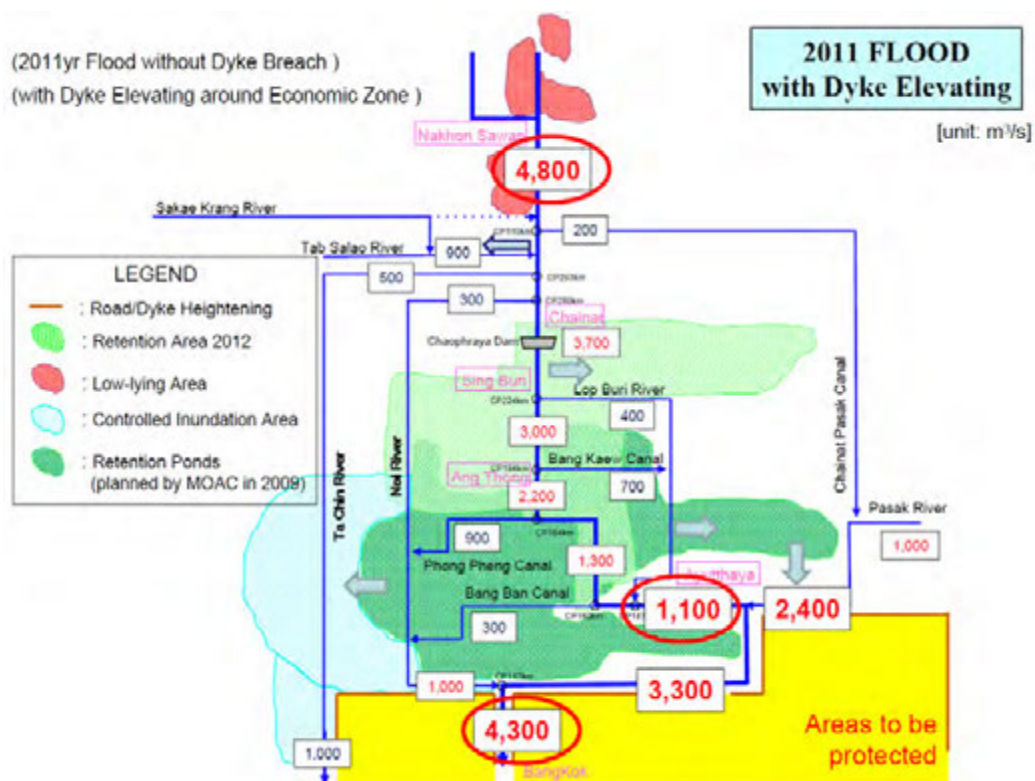 (2011yr Flood without Dyke Breach )
(with Dyke Elevating around Economic Zone )
2011 FLOOD
with Dyke Elevating
[unit: m³/s]
Nakhon Sawan
4,800
Sakae Krang River
200
Tab Salao River
900
500
300
LEGEND
: Road/Dyke Heightening
: Retention Area 2012
: Low-lying Area
: Controlled Inundation Area
: Retention Ponds
(planned by MOAC in 2009)
Chainat
Chaophraya Dam
3,700
Sing Buri
Lop Buri River
400
3,000
Bang Kaew Canal
700
Ang Thong
2,200
Chainat Pasak Canal
Noi River
Ta Chin River
Pasak River
1,000
900
Phong Pheng Canal
1,300
Ayutthaya
Bang Ban Canal
300
1,100
2,400
1,000
3,300
4,300
1,000
Bangkok
Areas to be
protected